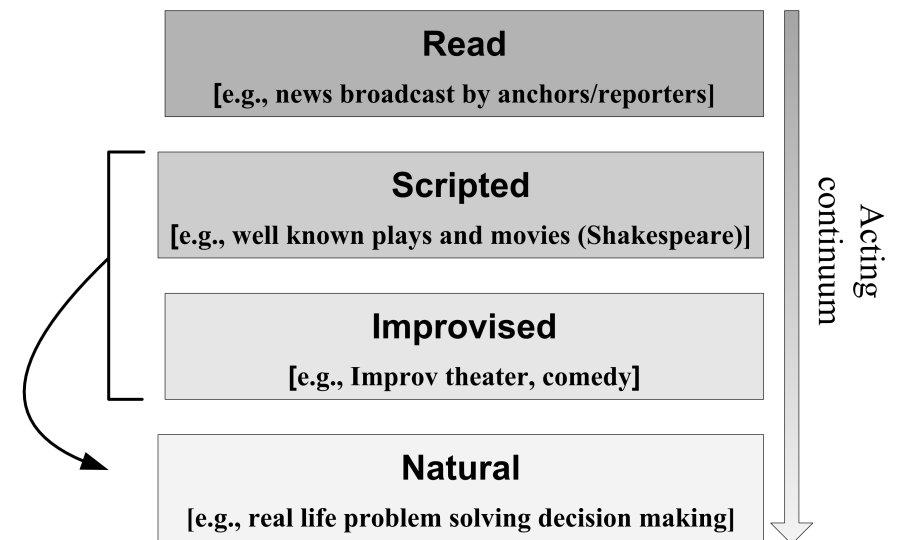 Read
[e.g., news broadcast by anchors/reporters]
Scripted
[e.g., well known plays and movies (Shakespeare)]
Improvised
[e.g., Improv theater, comedy]
Natural
[e.g., real life problem solving decision making]
Acting
continuum